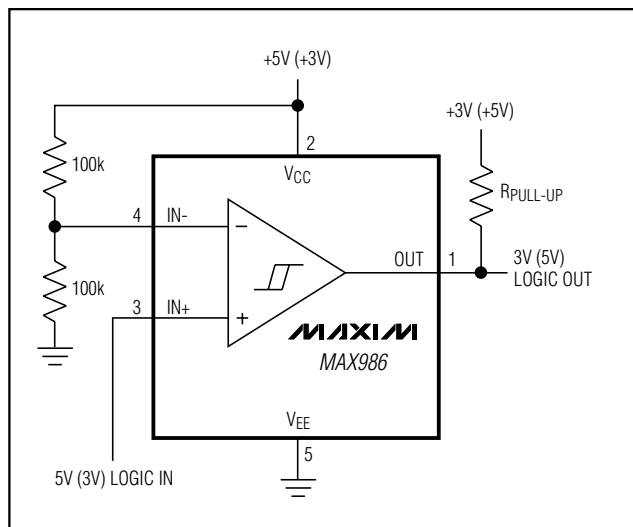 +5V (+3V)
+3V (+5V)
2
100k
VCC
RPULL-UP
4 IN-
−
OUT 1
3V (5V)
LOGIC OUT
100k
3 IN+
+
MAXIM
MAX986
VEE
5
5V (3V) LOGIC IN